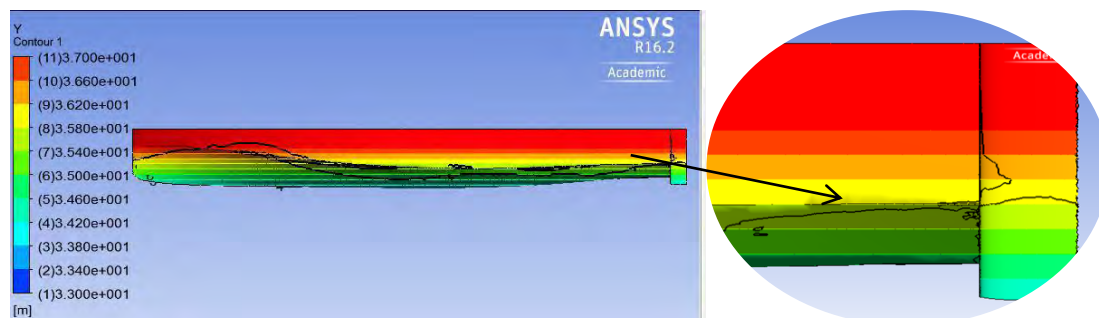 Y
Contour 1
(11)3.700e+001
(10)3.660e+001
(9)3.620e+001
(8)3.580e+001
(7)3.540e+001
(6)3.500e+001
(5)3.460e+001
(4)3.420e+001
(3)3.380e+001
(2)3.340e+001
(1)3.300e+001
[m]
ANSYS
R16.2
Academic